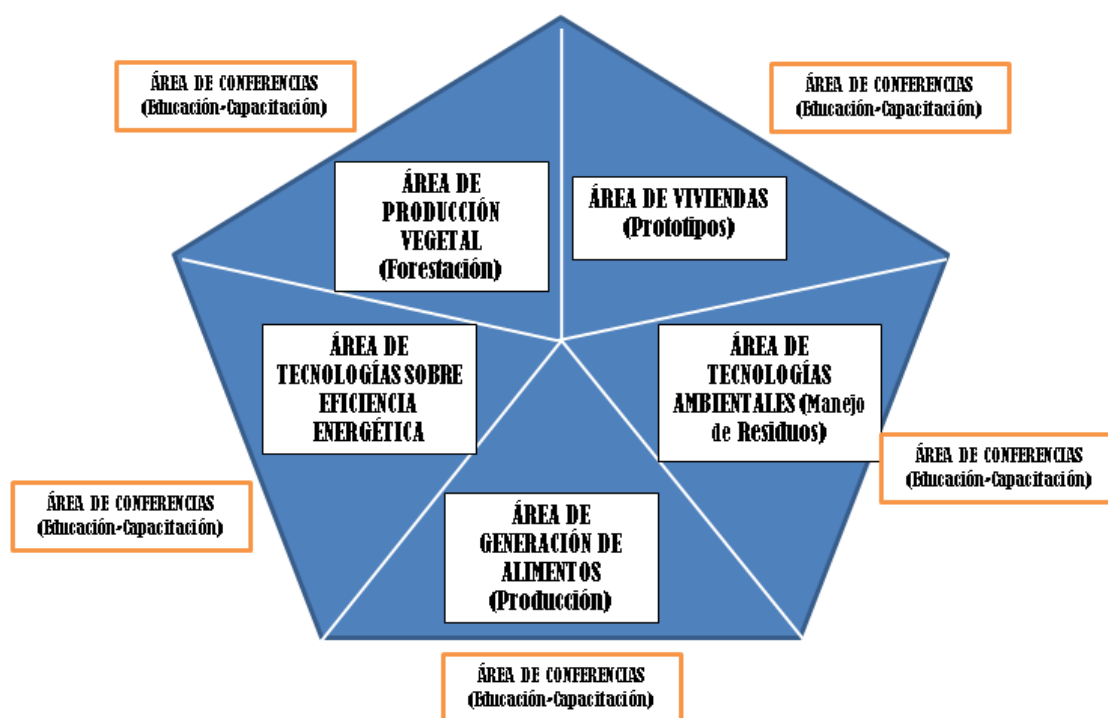 ÁREA DE CONFERENCIAS
(Educación-Capacitación)
ÁREA DE CONFERENCIAS
(Educación-Capacitación)
ÁREA DE
PRODUCCIÓN
VEGETAL
(Forestación)
ÁREA DE VIVIENDAS
(Prototipos)
ÁREA DE
TECNOLOGÍAS SOBRE
EFICIENCIA
ENERGÉTICA
ÁREA DE
TECNOLOGÍAS
AMBIENTALES (Manejo
de Residuos)
ÁREA DE CONFERENCIAS
(Educación-Capacitación)
ÁREA DE CONFERENCIAS
(Educación-Capacitación)
ÁREA DE
GENERACIÓN DE
ALIMENTOS
(Producción)
ÁREA DE CONFERENCIAS
(Educación-Capacitación)